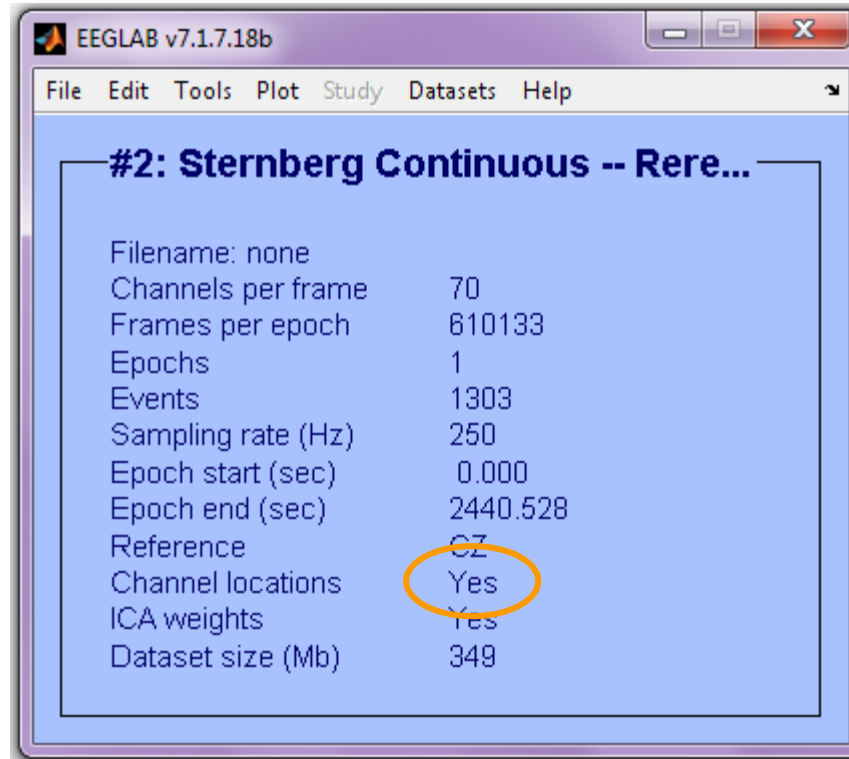 EEGLAB v7.1.7.18b
File Edit Tools Plot Study Datasets Help
#2: Sternberg Continuous -- Rere...
Filename: none
Channels per frame 70
Frames per epoch 610133
Epochs 1
Events 1303
Sampling rate (Hz) 250
Epoch start (sec) 0.000
Epoch end (sec) 2440.528
Reference CZ
Channel locations Yes
ICA weights Yes
Dataset size (Mb) 349